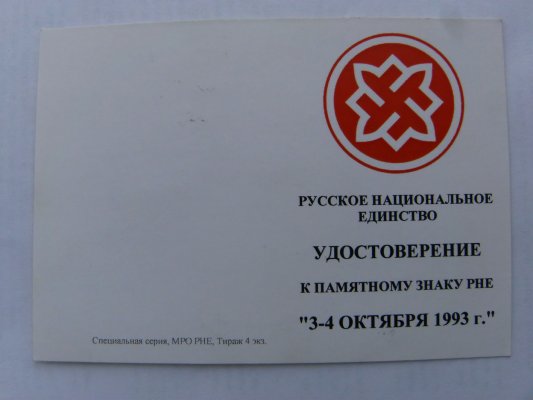 РУССКОЕ НАЦИОНАЛЬНОЕ
ЕДИНСТВО
УДОСТОВЕРЕНИЕ
К ПАМЯТНОМУ ЗНАКУ РНЕ
"3-4 ОКТЯБРЯ 1993 г."
Специальная серия, МРО РНЕ, Тираж 4 экз.